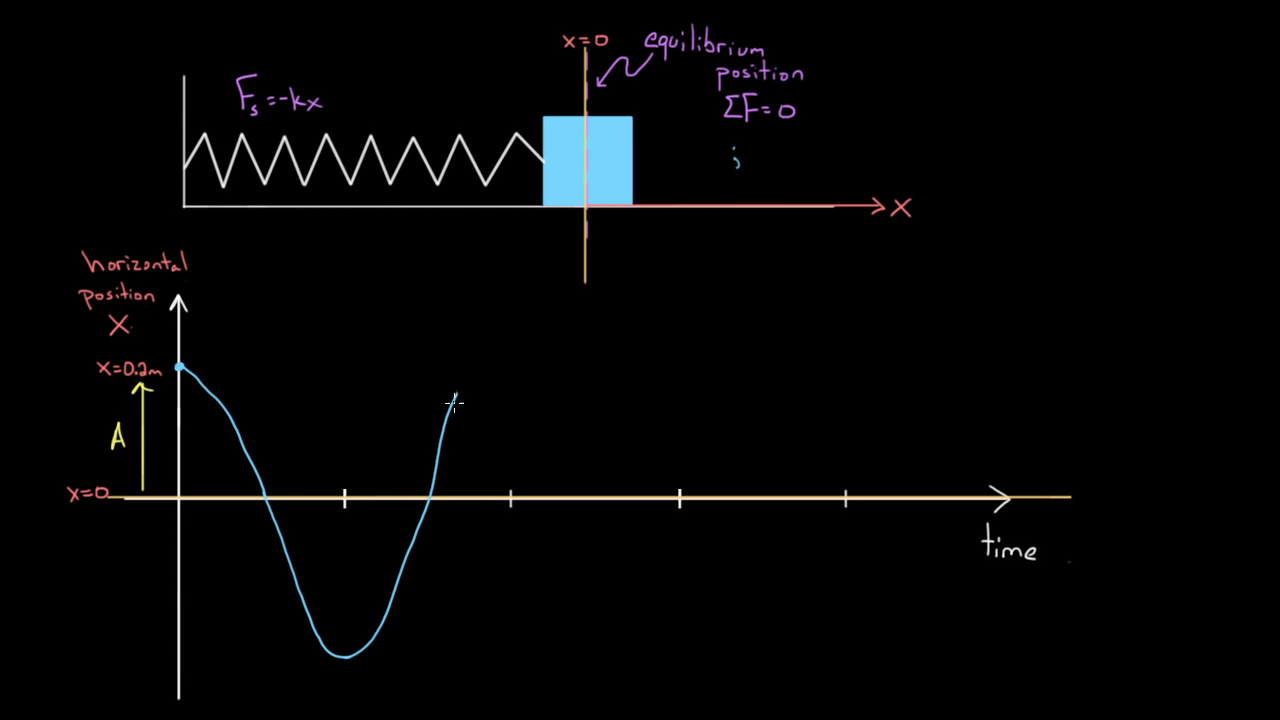 x=0
equilibrium
position
ΣF=0
Fs=-kx
X
horizontal
position
X
x=0.2m
A
x=0
time